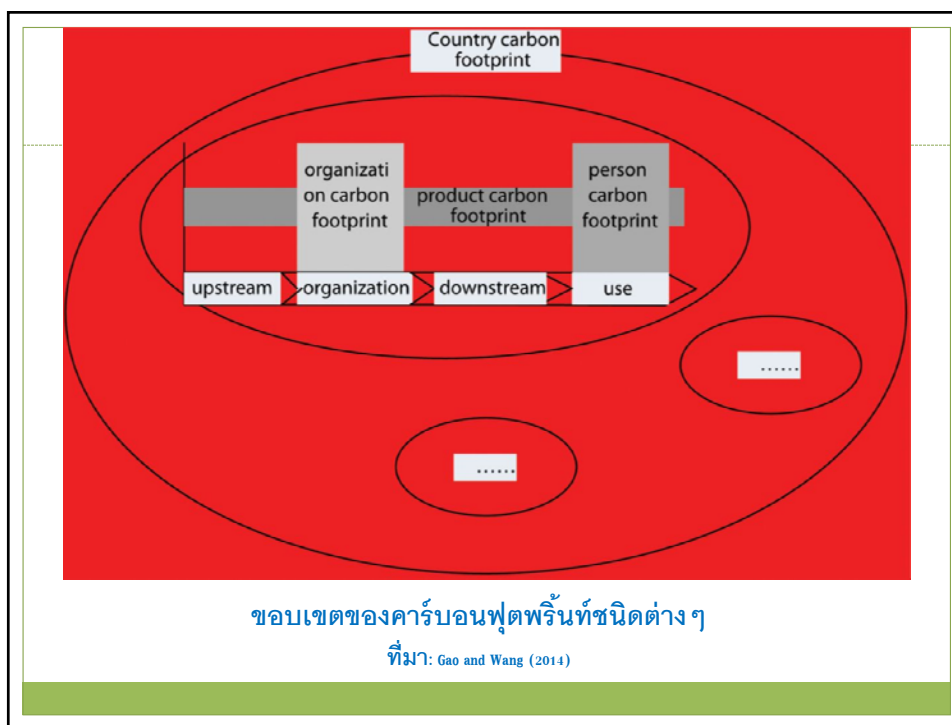 Country carbon
footprint
organizati
on carbon
footprint
product carbon
footprint
person
carbon
footprint
upstream
organization
downstream
use
......
......
ขอบเขตของคาร์บอนฟุตพริ้นท์ชนิดต่าง ๆ
ที่มา: Gao and Wang (2014)